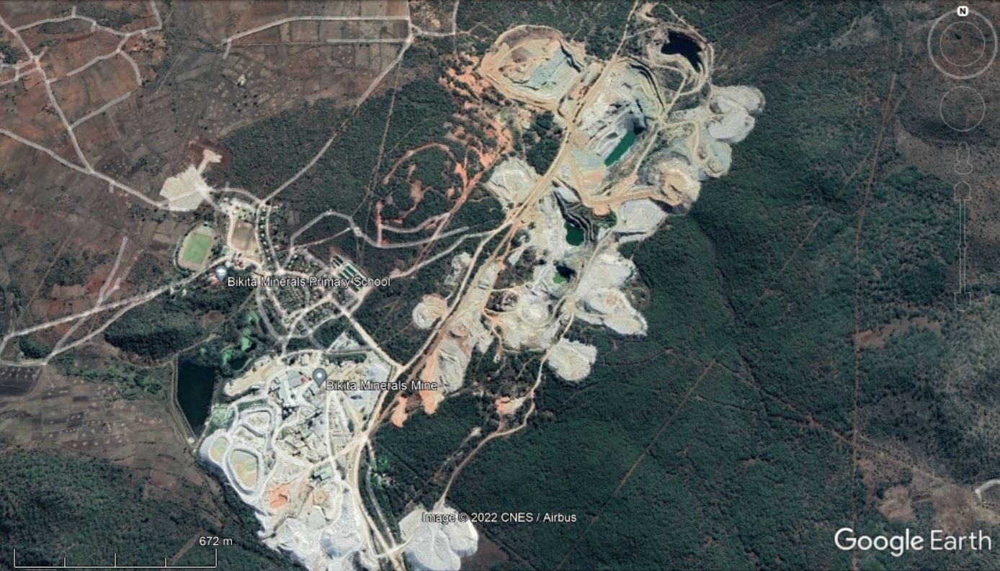 N
Bikita Minerals Primary School
Bikita Minerals Mine
Image © 2022 CNES / Airbus
672 m
Google Earth